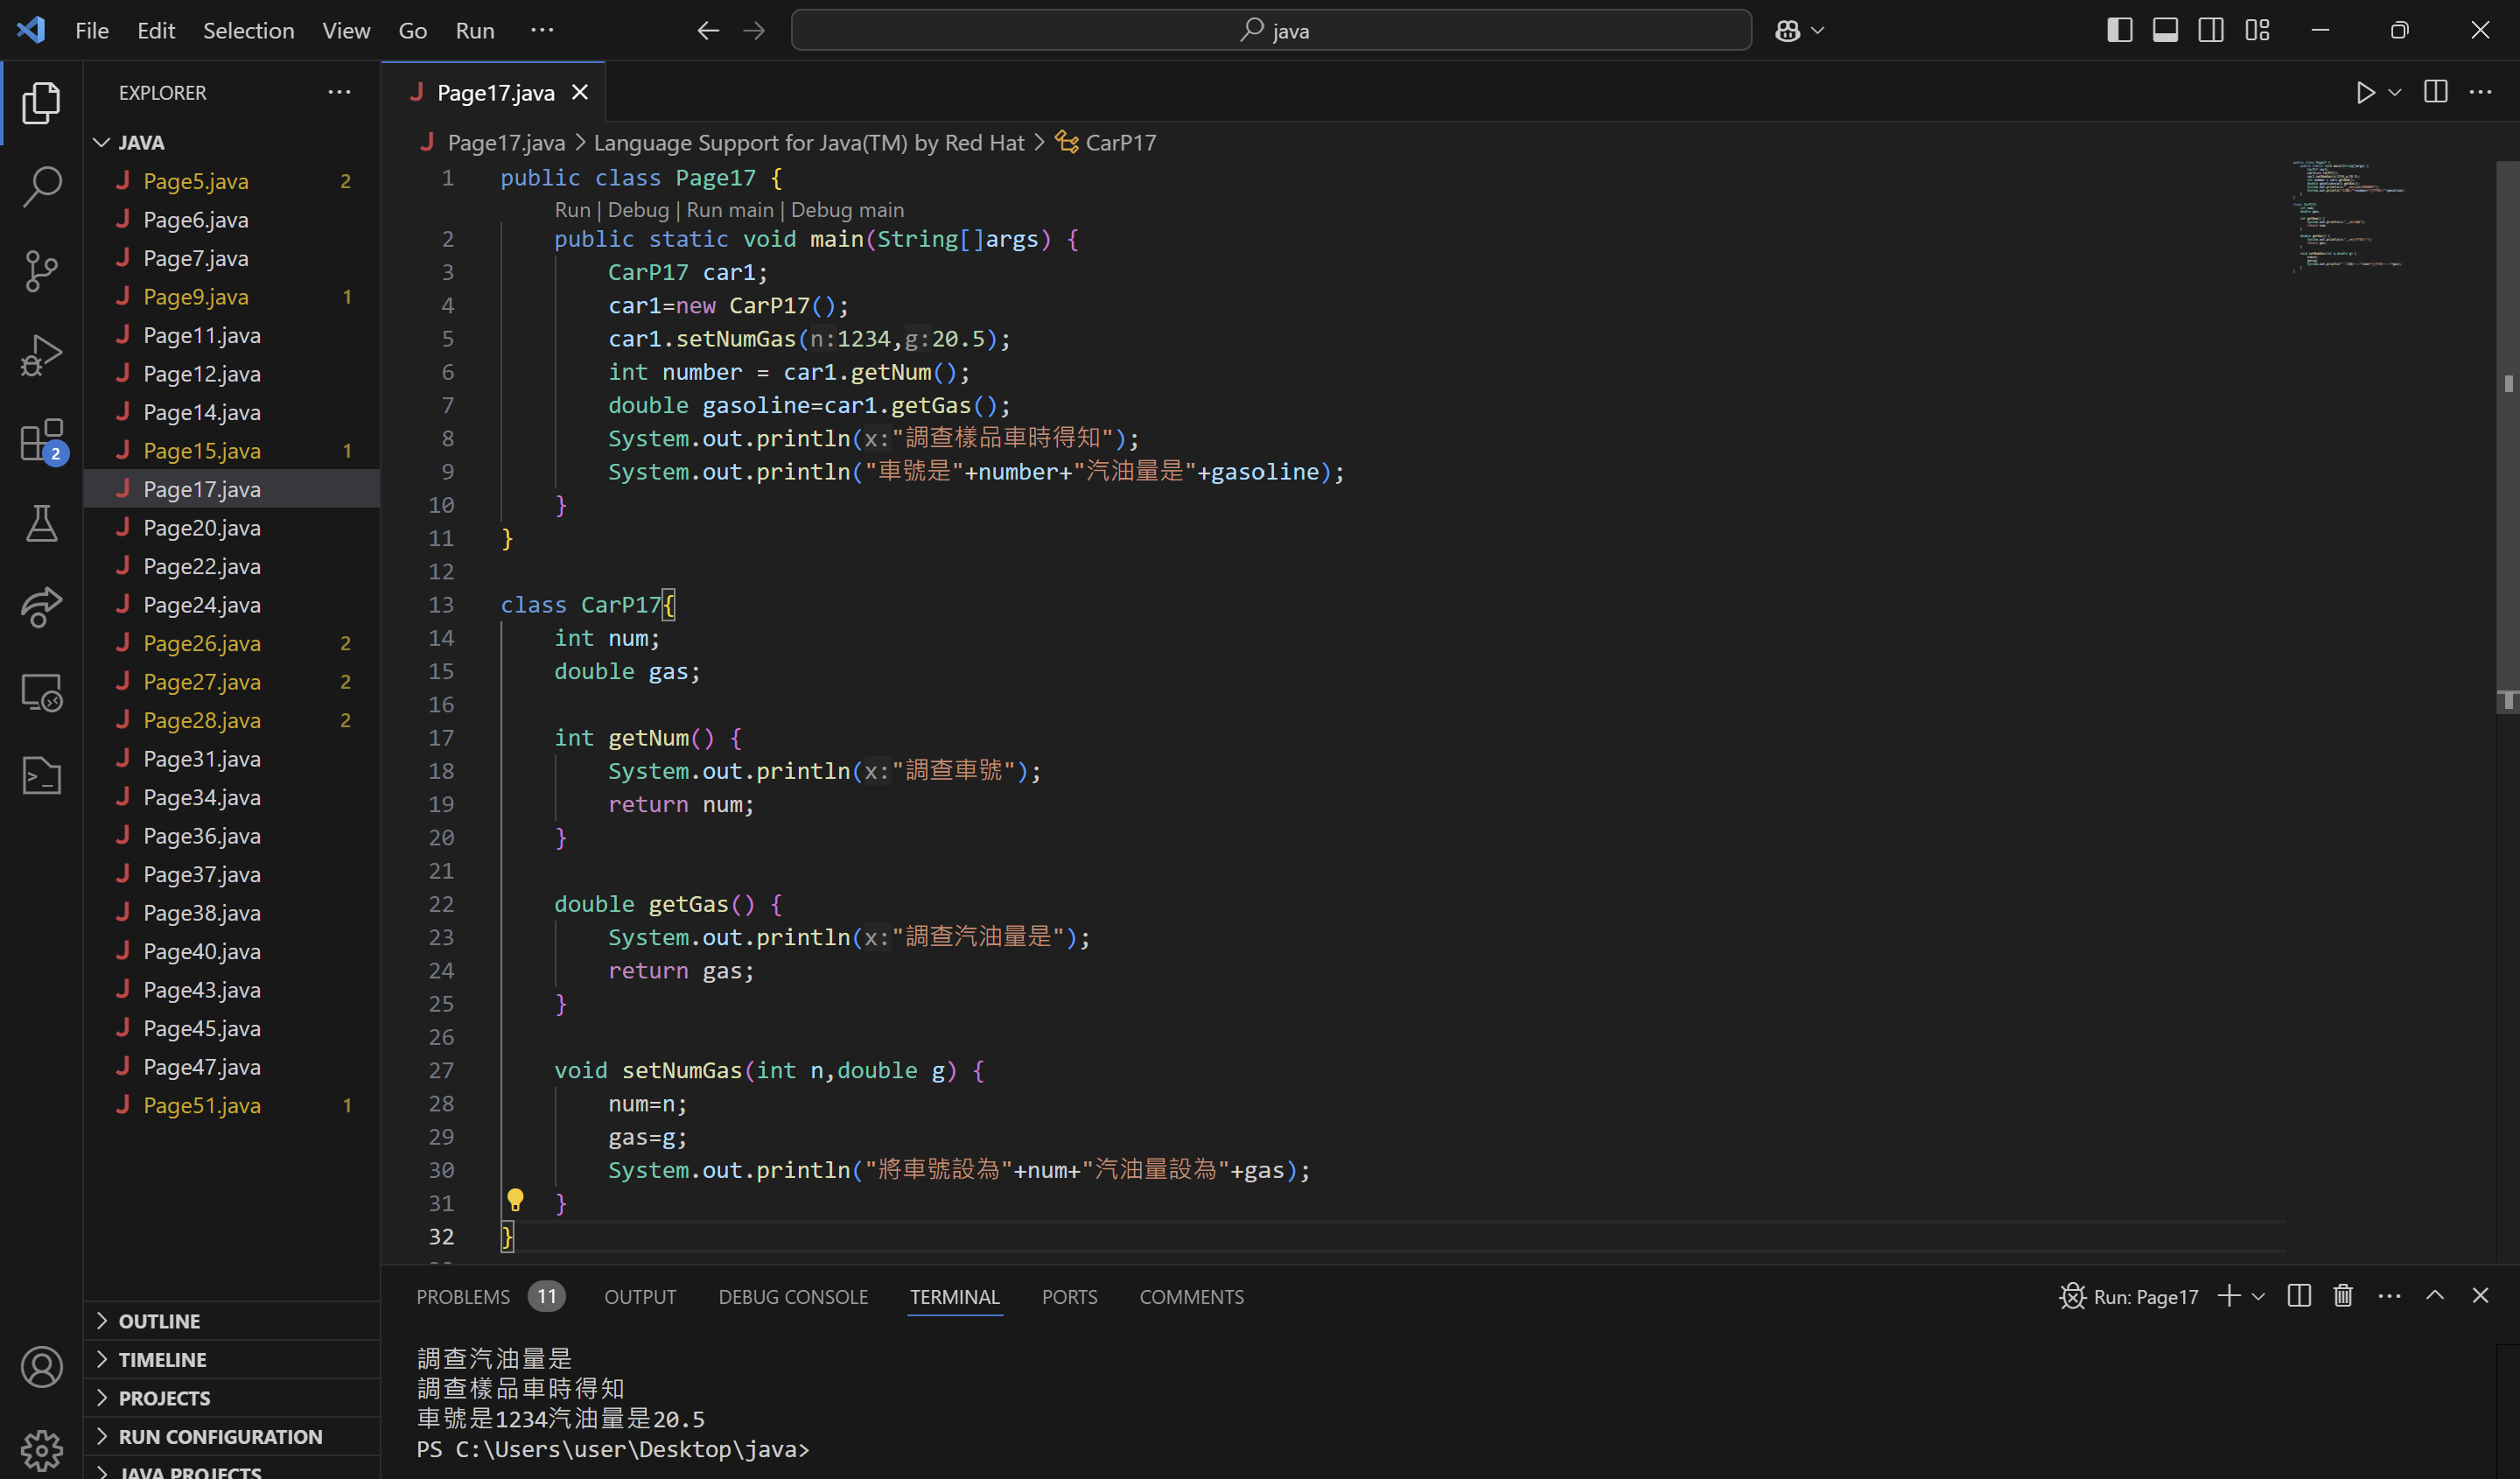 File Edit Selection View Go Run ··· java
EXPLORER ···
JAVA
Page5.java 2
Page6.java
Page7.java
Page9.java 1
Page11.java
Page12.java
Page14.java
Page15.java 1
Page17.java
Page20.java
Page22.java
Page24.java
Page26.java 2
Page27.java 2
Page28.java 2
Page31.java
Page34.java
Page36.java
Page37.java
Page38.java
Page40.java
Page43.java
Page45.java
Page47.java
Page51.java 1
OUTLINE
TIMELINE
PROJECTS
RUN CONFIGURATION
JAVA PROJECTS
2
Page17.java
Page17.java > Language Support for Java(TM) by Red Hat > CarP17
1 public class Page17 {
Run | Debug | Run main | Debug main
2 public static void main(String[]args) {
3 CarP17 car1;
4 car1=new CarP17();
5 car1.setNumGas(n:1234,g:20.5);
6 int number = car1.getNum();
7 double gasoline=car1.getGas();
8 System.out.println(x:"調查樣品車時得知");
9 System.out.println("車號是"+number+"汽油量是"+gasoline);
10 }
11 }
12
13 class CarP17{
14 int num;
15 double gas;
16
17 int getNum() {
18 System.out.println(x:"調查車號");
19 return num;
20 }
21
22 double getGas() {
23 System.out.println(x:"調查汽油量是");
24 return gas;
25 }
26
27 void setNumGas(int n,double g) {
28 num=n;
29 gas=g;
30 System.out.println("將車號設為"+num+"汽油量設為"+gas);
31 }
32 }
PROBLEMS 11 OUTPUT DEBUG CONSOLE TERMINAL PORTS COMMENTS Run: Page17
調查汽油量是
調查樣品車時得知
車號是1234汽油量是20.5
PS C:\Users\user\Desktop\java>